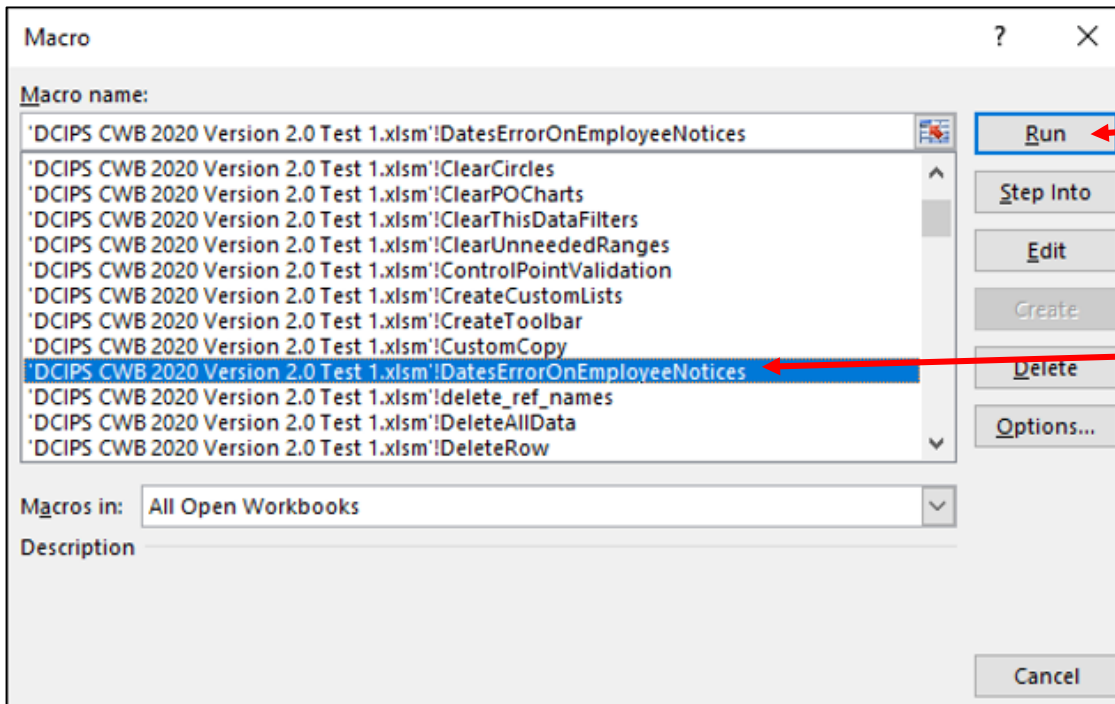 Macro
?
Macro name:
'DCIPS CWB 2020 Version 2.0 Test 1.xlsm'!DatesErrorOnEmployeeNotices
Run
'DCIPS CWB 2020 Version 2.0 Test 1.xlsm'!ClearCircles
'DCIPS CWB 2020 Version 2.0 Test 1.xlsm'!ClearPOCharts
'DCIPS CWB 2020 Version 2.0 Test 1.xlsm'!ClearThisDataFilters
'DCIPS CWB 2020 Version 2.0 Test 1.xlsm'!ClearUnneededRanges
'DCIPS CWB 2020 Version 2.0 Test 1.xlsm'!ControlPointValidation
'DCIPS CWB 2020 Version 2.0 Test 1.xlsm'!CreateCustomLists
'DCIPS CWB 2020 Version 2.0 Test 1.xlsm'!CreateToolbar
'DCIPS CWB 2020 Version 2.0 Test 1.xlsm'!CustomCopy
'DCIPS CWB 2020 Version 2.0 Test 1.xlsm'!DatesErrorOnEmployeeNotices
'DCIPS CWB 2020 Version 2.0 Test 1.xlsm'!delete_ref_names
'DCIPS CWB 2020 Version 2.0 Test 1.xlsm'!DeleteAllData
'DCIPS CWB 2020 Version 2.0 Test 1.xlsm'!DeleteRow
Step Into
Edit
Create
Delete
Options...
Macros in: All Open Workbooks
Description
Cancel